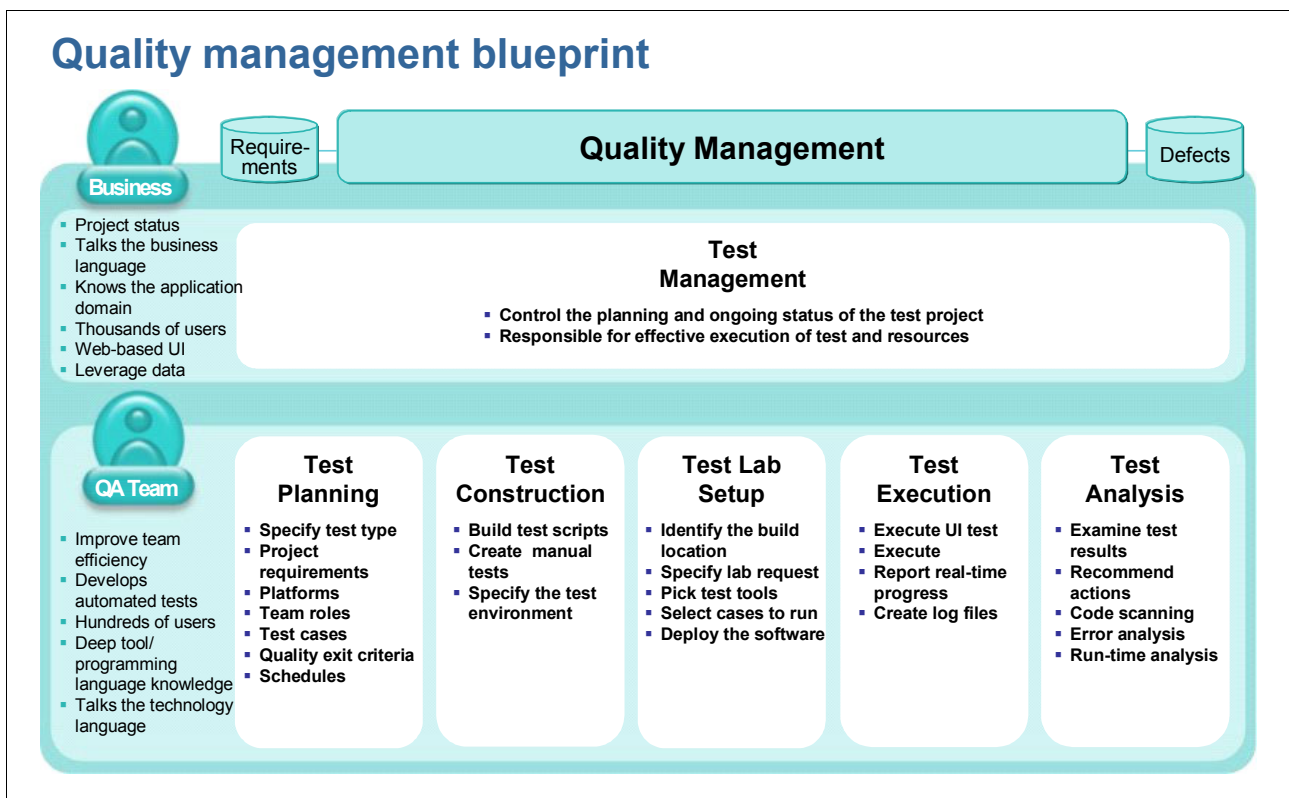 Quality management blueprint
Require-
ments
Quality Management
Defects
Business
▪ Project status
▪ Talks the business
language
▪ Knows the application
domain
▪ Thousands of users
▪ Web-based UI
▪ Leverage data
Test
Management
▪ Control the planning and ongoing status of the test project
▪ Responsible for effective execution of test and resources
QA Team
▪ Improve team
efficiency
▪ Develops
automated tests
▪ Hundreds of users
▪ Deep tool/
programming
language knowledge
▪ Talks the technology
language
Test
Planning
▪ Specify test type
▪ Project
requirements
▪ Platforms
▪ Team roles
▪ Test cases
▪ Quality exit criteria
▪ Schedules
Test
Construction
▪ Build test scripts
▪ Create manual
tests
▪ Specify the test
environment
Test Lab
Setup
▪ Identify the build
location
▪ Specify lab request
▪ Pick test tools
▪ Select cases to run
▪ Deploy the software
Test
Execution
▪ Execute UI test
▪ Execute
▪ Report real-time
progress
▪ Create log files
Test
Analysis
▪ Examine test
results
▪ Recommend
actions
▪ Code scanning
▪ Error analysis
▪ Run-time analysis